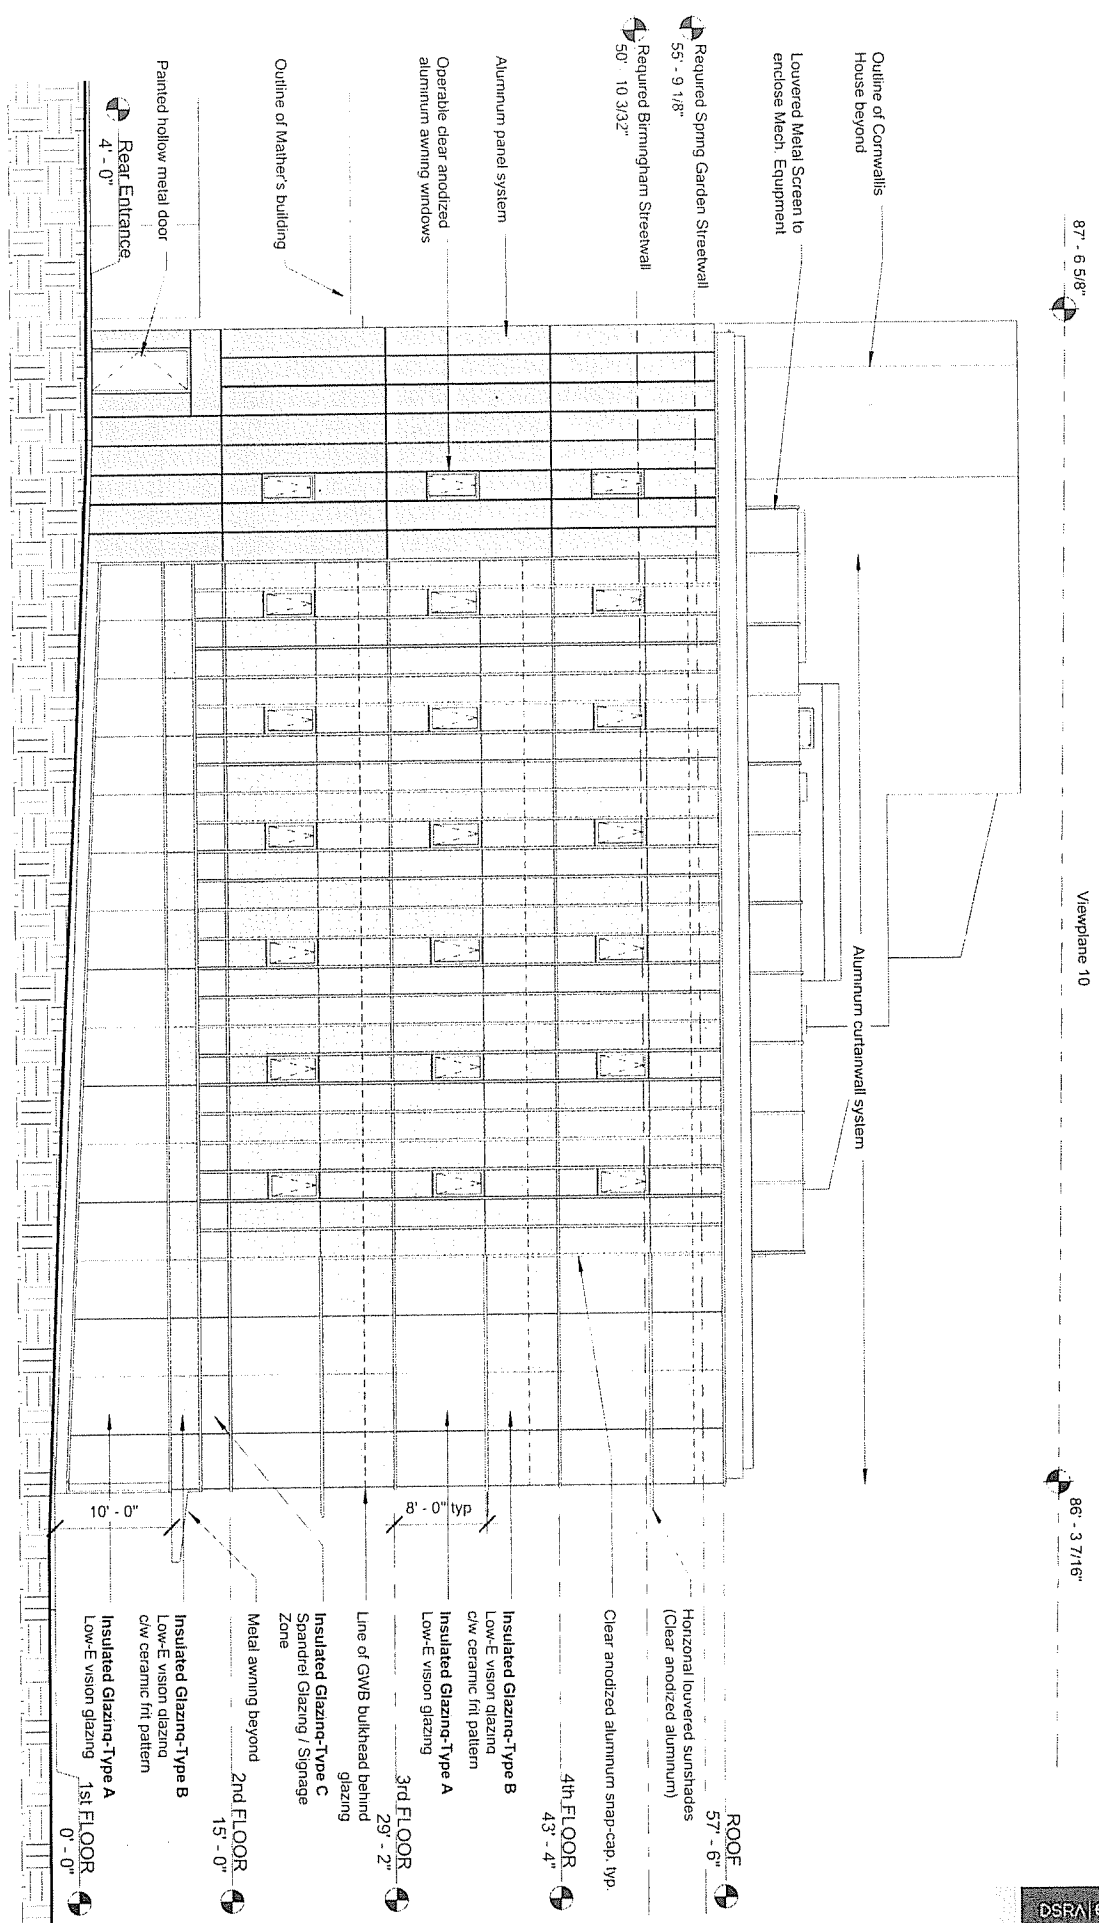 87' - 6 5/8"
Viewplane 10
86' - 3 7/16"
Outline of Cornwallis
House beyond
Louvered Metal Screen to
enclose Mech. Equipment
Required Spring Garden Streetwall
55' - 9 1/8"
Required Birmingham Streetwall
50' 10 3/32"
Aluminum panel system
Operable clear anodized
aluminum awning windows
Outline of Mather's building
Painted hollow metal door
Rear Entrance
4' - 0"
Aluminum curtainwall system
10' - 0"
8' - 0" typ
ROOF
57' - 6"
Horizonal louvered sunshades
(Clear anodized aluminum)
Clear anodized aluminum snap-cap, typ.
4th FLOOR
43' - 4"
Insulated Glazing-Type B
Low-E vision glazing
c/w ceramic frit pattern
Insulated Glazing-Type A
Low-E vision glazing
3rd FLOOR
29' - 2"
Line of GWB bulkhead behind
glazing
Insulated Glazing-Type C
Spandrel Glazing / Signage
Zone
2nd FLOOR
15' - 0"
Metal awning beyond
Insulated Glazing-Type B
Low-E vision glazing
c/w ceramic frit pattern
Insulated Glazing-Type A
Low-E vision glazing
1st FLOOR
0' - 0"
DSRA